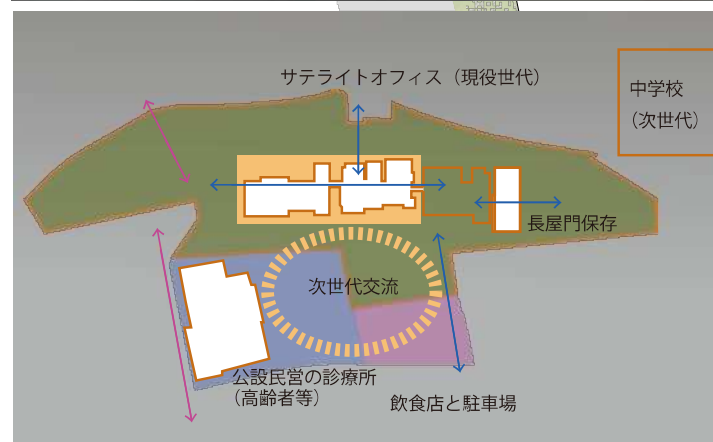 サテライトオフィス（現役世代）
中学校
（次世代）
長屋門保存
次世代交流
公設民営の診療所
（高齢者等）
飲食店と駐車場